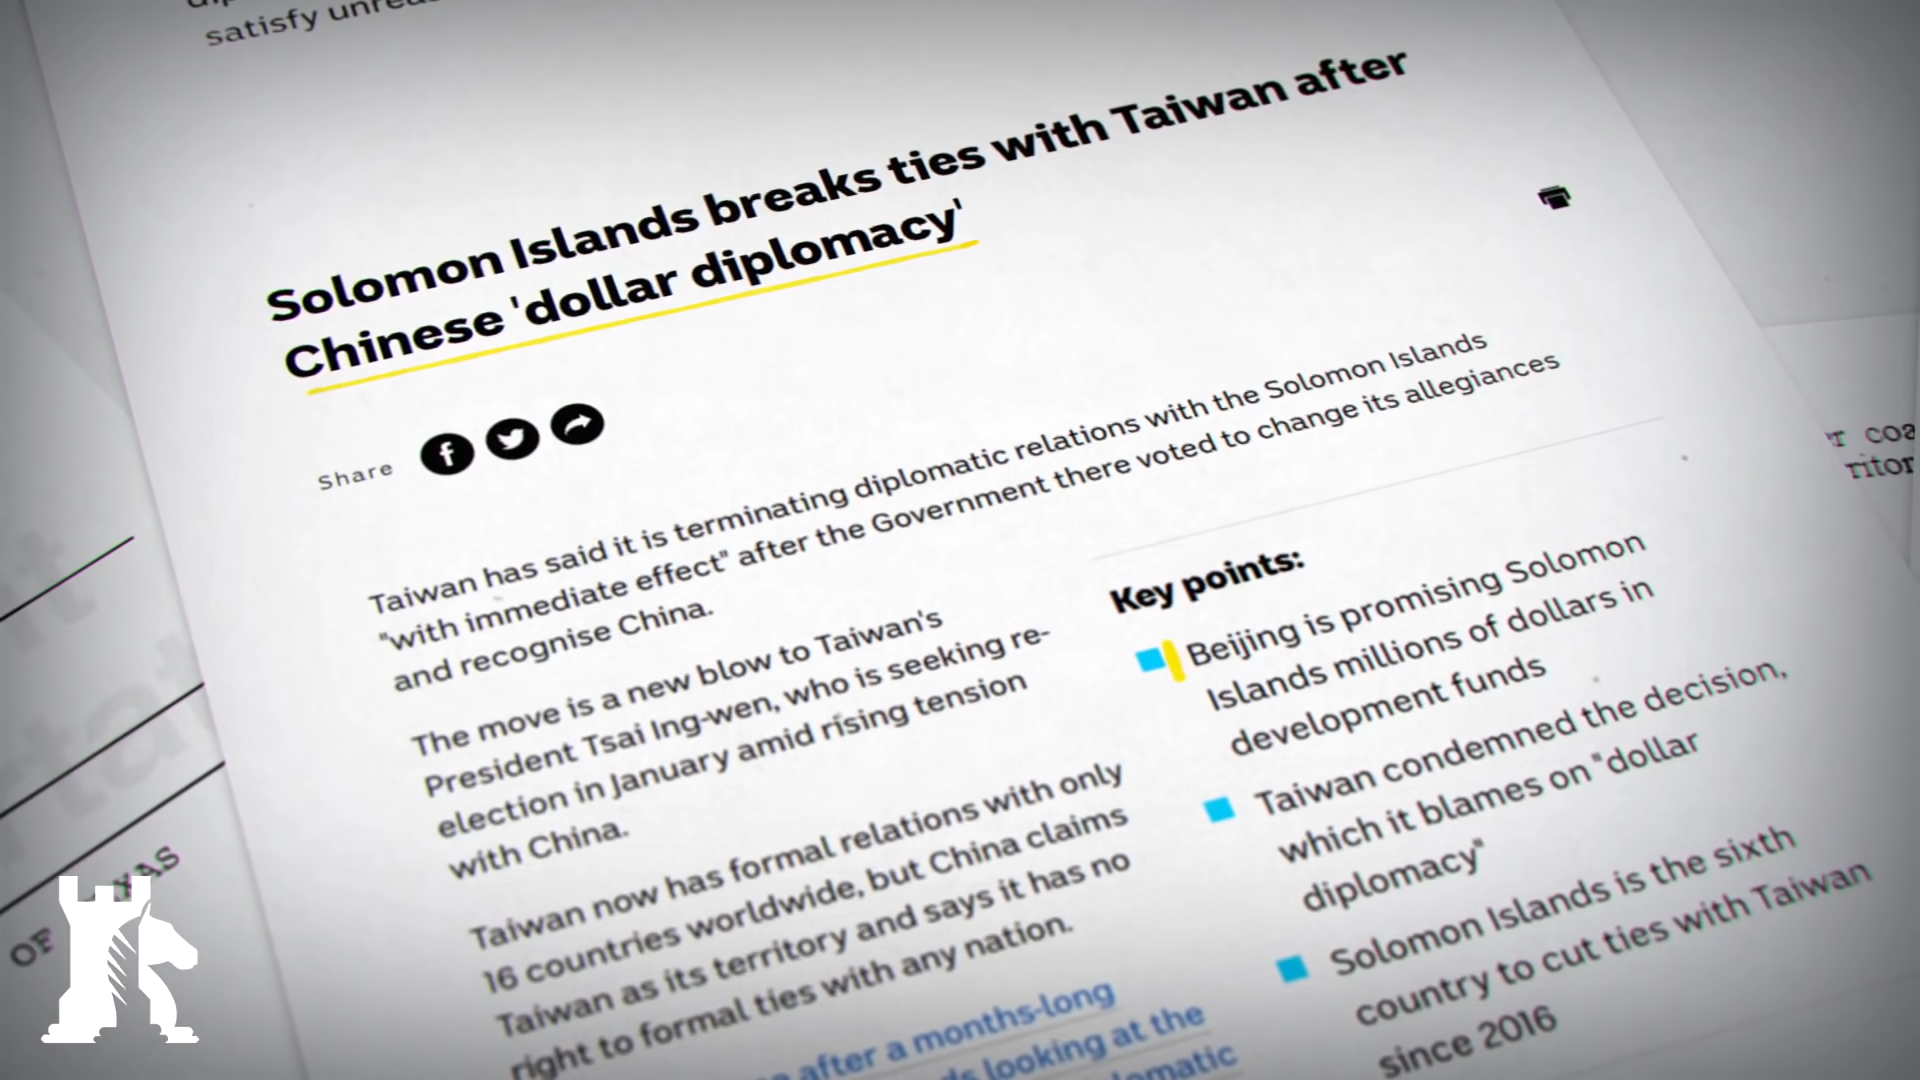 satisfy
Solomon Islands breaks ties with Taiwan after
Chinese 'dollar diplomacy'
Share
Taiwan has said it is terminating diplomatic relations with the Solomon Islands
"with immediate effect" after the Government there voted to change its allegiances
and recognise China.
The move is a new blow to Taiwan's
President Tsai Ing-wen, who is seeking re-
election in January amid rising tension
with China.
Taiwan now has formal relations with only
16 countries worldwide, but China claims
Taiwan as its territory and says it has no
right to formal ties with any nation.
after a months-long
looking at the
Key points:
Beijing is promising Solomon
Islands millions of dollars in
development funds
Taiwan condemned the decision,
which it blames on "dollar
diplomacy"
Solomon Islands is the sixth
country to cut ties with Taiwan
since 2016
OF